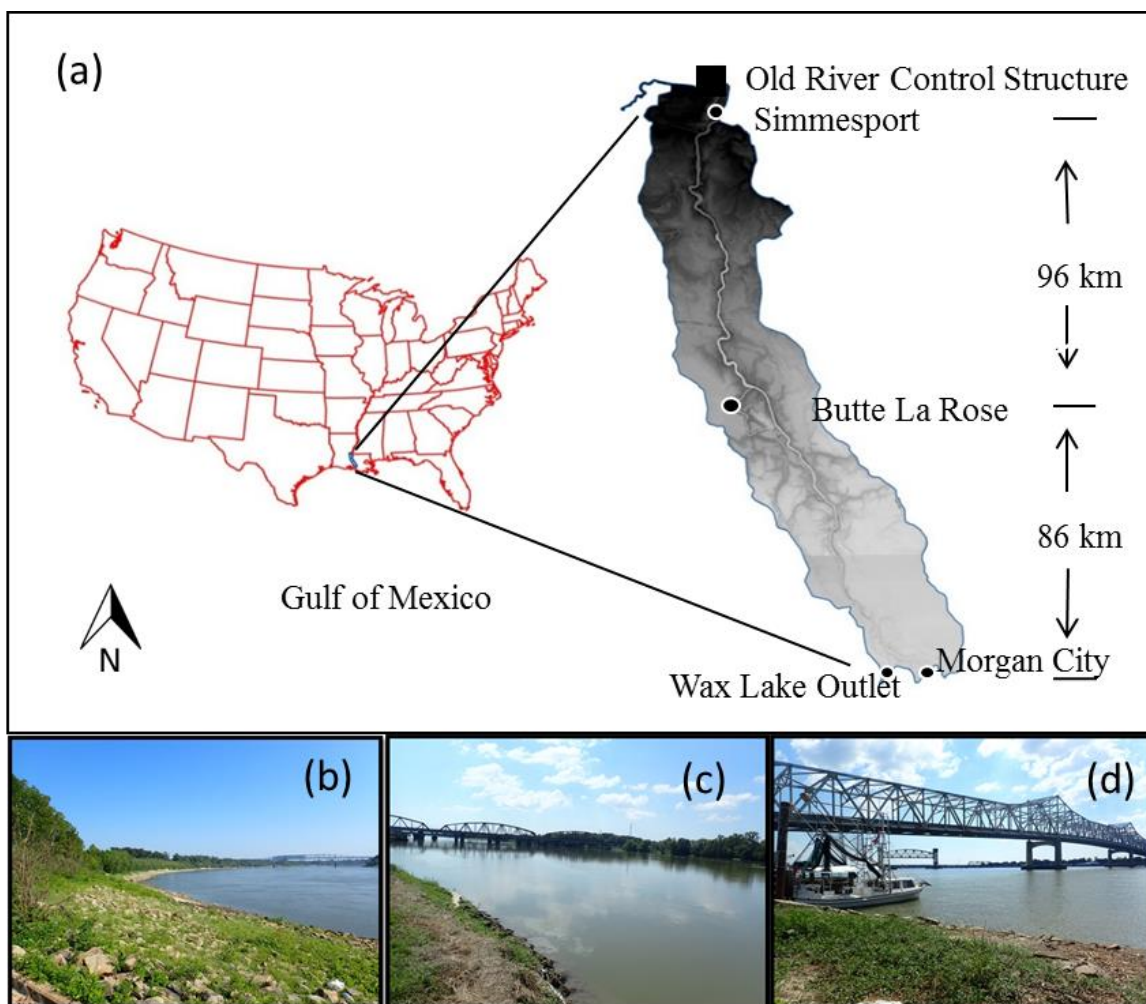 (a)
Old River Control Structure
Simmesport
96 km
Butte La Rose
86 km
Gulf of Mexico
N
Morgan City
Wax Lake Outlet
(b)
(c)
(d)